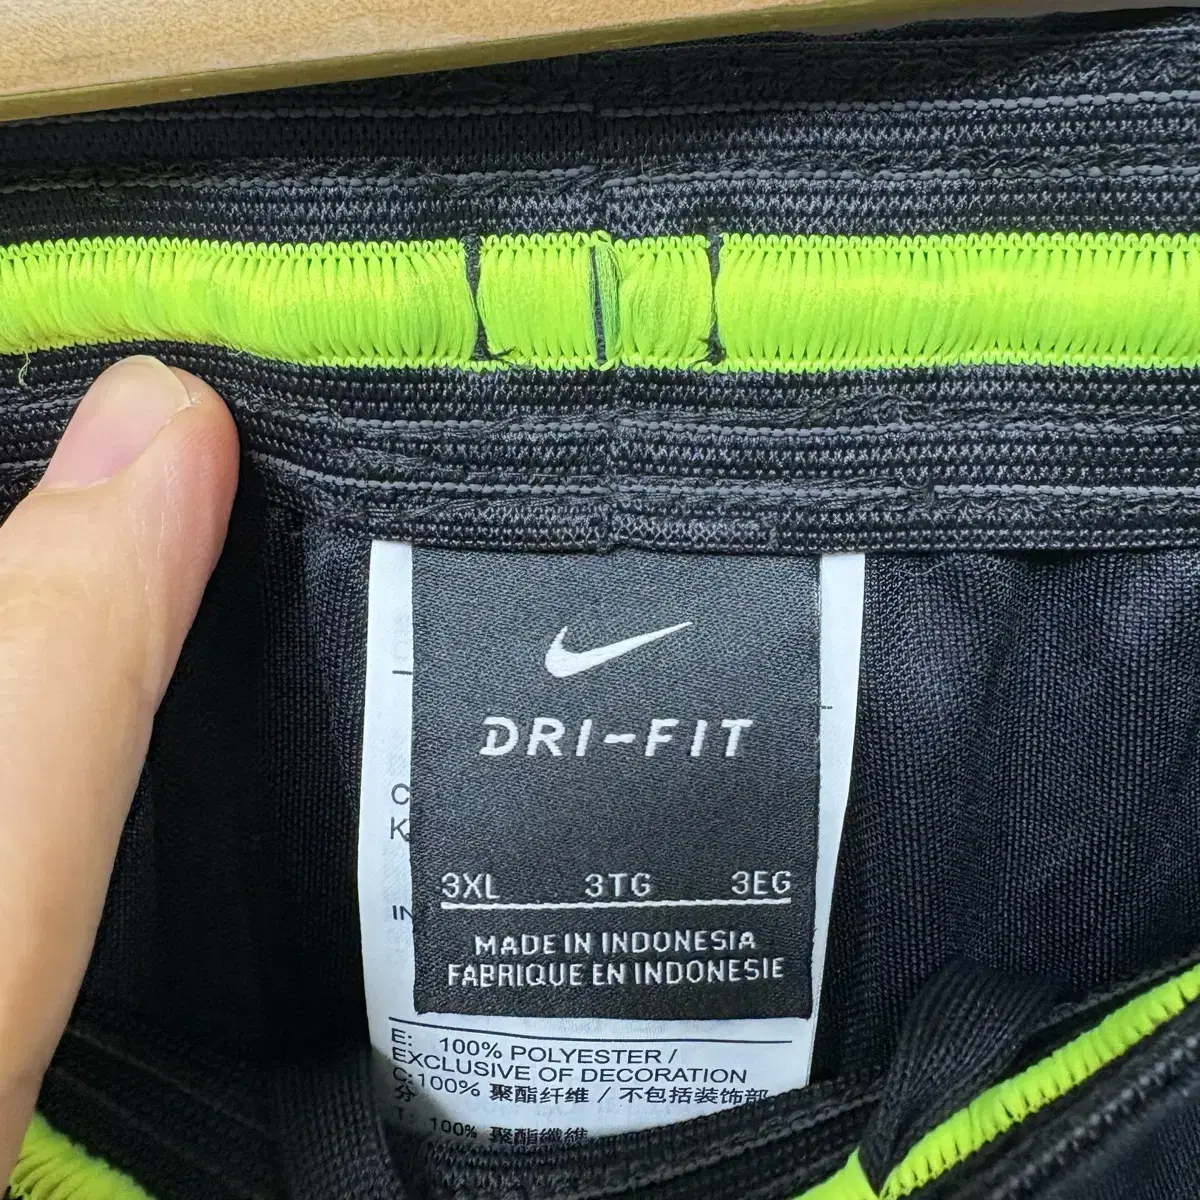 DRI-FIT
3XL 3TG 3EG
MADE IN INDONESIA
FABRIQUE EN INDONESIE
E: 100% POLYESTER /
EXCLUSIVE OF DECORATION
C: 100% 聚酯纤维 / 不包括装饰部
分
T: 100% 聚酯纖維